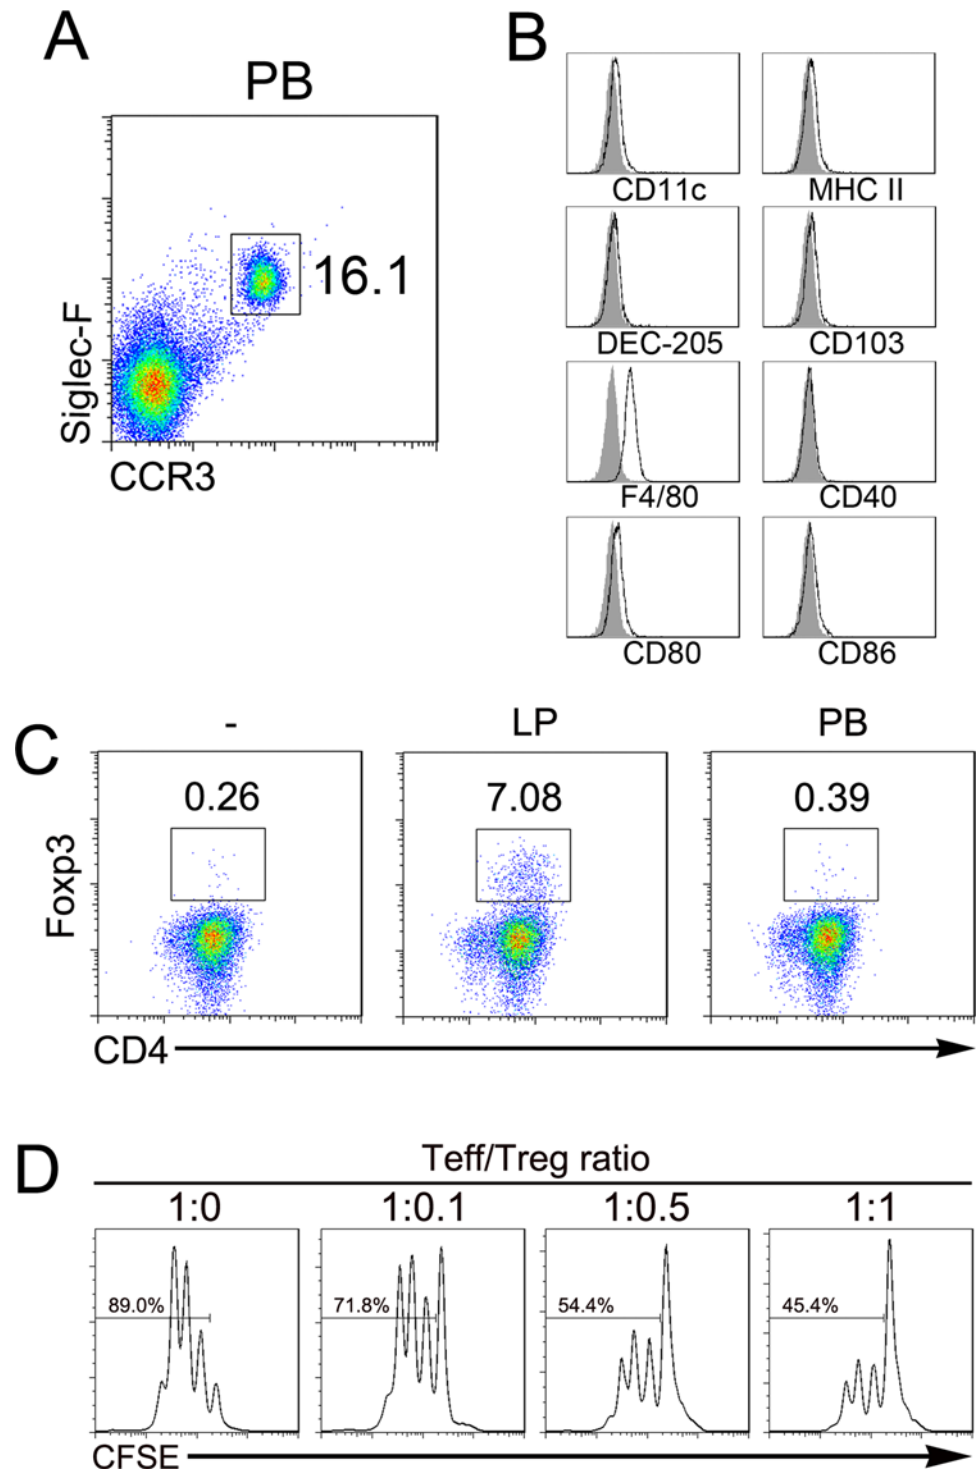 A
PB
16.1
Siglec-F
CCR3
B
CD11c
MHC II
DEC-205
CD103
F4/80
CD40
CD80
CD86
C
-
LP
PB
0.26
7.08
0.39
Foxp3
CD4
D
Teff/Treg ratio
1:0
1:0.1
1:0.5
1:1
89.0%
71.8%
54.4%
45.4%
CFSE